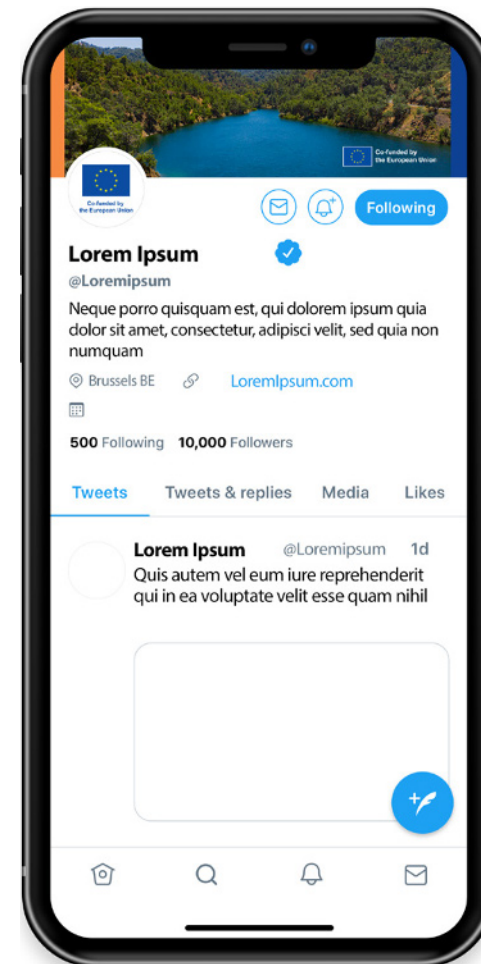 Co-funded by
the European Union
Co-funded by
the European Union
Following
Lorem Ipsum
@Loremipsum
Neque porro quisquam est, qui dolorem ipsum quia
dolor sit amet, consectetur, adipisci velit, sed quia non
numquam
Brussels BE LoremIpsum.com
500 Following 10,000 Followers
Tweets Tweets & replies Media Likes
Lorem Ipsum @Loremipsum 1d
Quis autem vel eum iure reprehenderit
qui in ea voluptate velit esse quam nihil